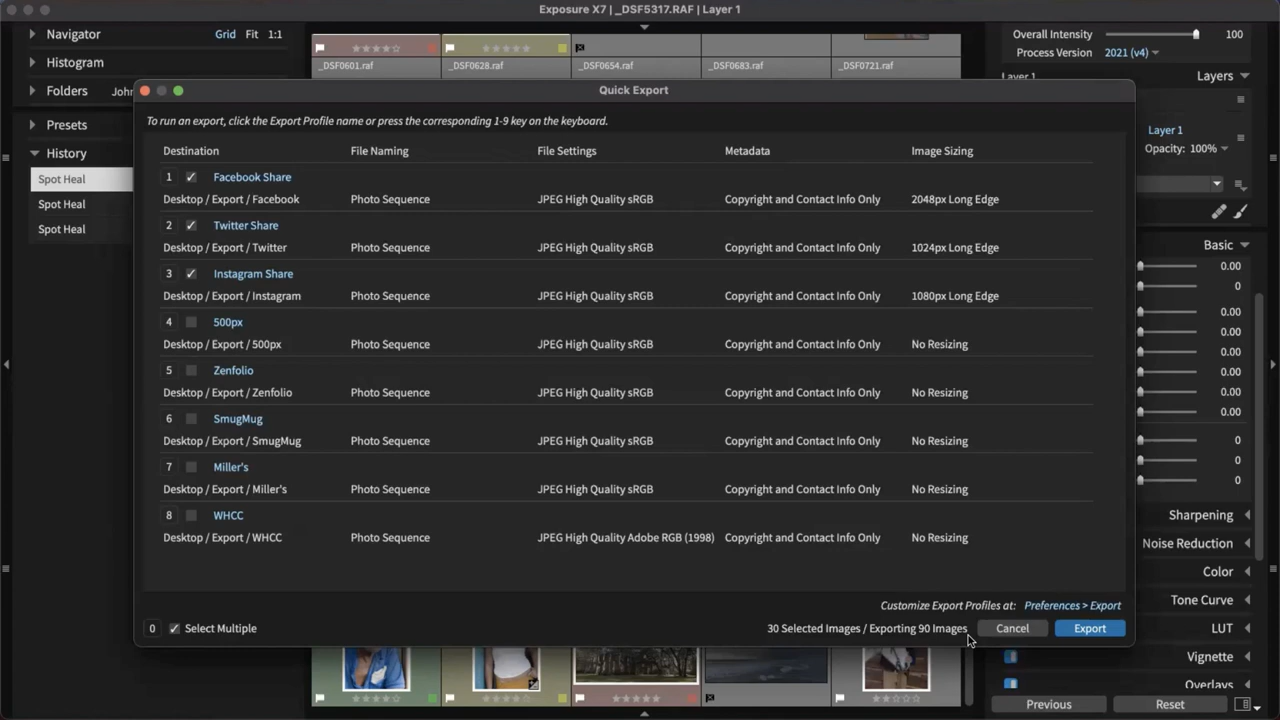 Exposure X7 | _DSF5317.RAF | Layer 1
Navigator Grid Fit 1:1
Histogram
Folders John
Presets
History
Spot Heal
Spot Heal
Spot Heal
_DSF0601.raf _DSF0628.raf _DSF0654.raf _DSF0683.raf _DSF0721.raf
Overall Intensity 100
Process Version 2021 (v4)
Layer 1 Layers
Layer 1
Opacity: 100%
Basic
0.00
0
0.00
0.00
0.00
0.00
0.00
0.00
0
0
0
Sharpening
Noise Reduction
Color
Tone Curve
LUT
Vignette
Overlays
Previous Reset
Quick Export
To run an export, click the Export Profile name or press the corresponding 1-9 key on the keyboard.
Destination File Naming File Settings Metadata Image Sizing
1 Facebook Share
Desktop / Export / Facebook Photo Sequence JPEG High Quality sRGB Copyright and Contact Info Only 2048px Long Edge
2 Twitter Share
Desktop / Export / Twitter Photo Sequence JPEG High Quality sRGB Copyright and Contact Info Only 1024px Long Edge
3 Instagram Share
Desktop / Export / Instagram Photo Sequence JPEG High Quality sRGB Copyright and Contact Info Only 1080px Long Edge
4 500px
Desktop / Export / 500px Photo Sequence JPEG High Quality sRGB Copyright and Contact Info Only No Resizing
5 Zenfolio
Desktop / Export / Zenfolio Photo Sequence JPEG High Quality sRGB Copyright and Contact Info Only No Resizing
6 SmugMug
Desktop / Export / SmugMug Photo Sequence JPEG High Quality sRGB Copyright and Contact Info Only No Resizing
7 Miller's
Desktop / Export / Miller's Photo Sequence JPEG High Quality sRGB Copyright and Contact Info Only No Resizing
8 WHCC
Desktop / Export / WHCC Photo Sequence JPEG High Quality Adobe RGB (1998) Copyright and Contact Info Only No Resizing
Customize Export Profiles at: Preferences > Export
0 Select Multiple 30 Selected Images / Exporting 90 Images Cancel Export